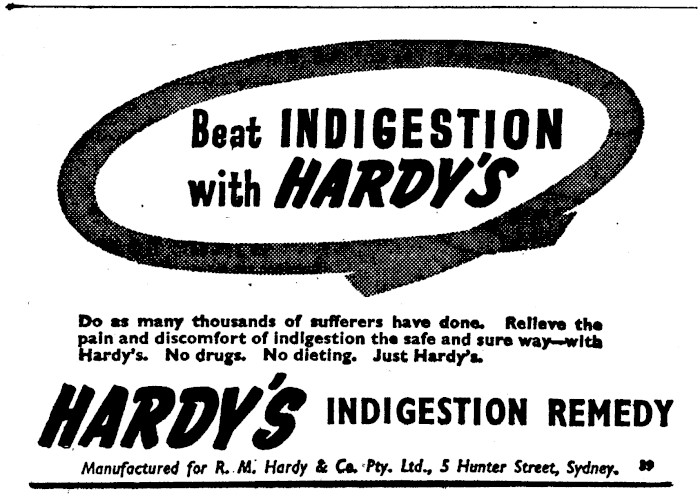 Beat INDIGESTION
with HARDY'S
Do as many thousands of sufferers have done. Relieve the
pain and discomfort of indigestion the safe and sure way—with
Hardy's. No drugs. No dieting. Just Hardy's.
HARDY'S INDIGESTION REMEDY
Manufactured for R. M. Hardy & Co. Pty. Ltd., 5 Hunter Street, Sydney. 39